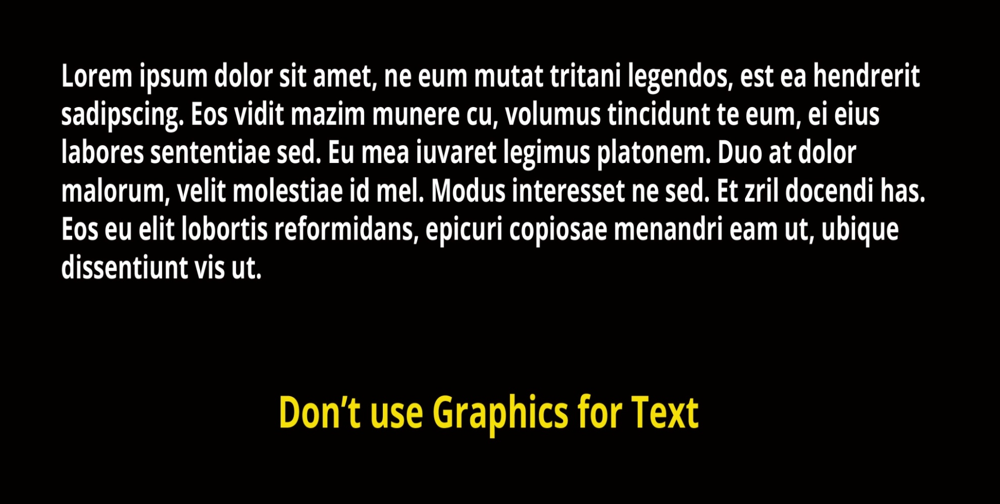 Lorem ipsum dolor sit amet, ne eum mutat tritani legendos, est ea hendrerit
sadipscing. Eos vidit mazim munere cu, volumus tincidunt te eum, ei eius
labores sententiae sed. Eu mea iuvaret legimus platonem. Duo at dolor
malorum, velit molestiae id mel. Modus interesset ne sed. Et zril docendi has.
Eos eu elit lobortis reformidans, epicuri copiosae menandri eam ut, ubique
dissentiunt vis ut.
Don’t use Graphics for Text